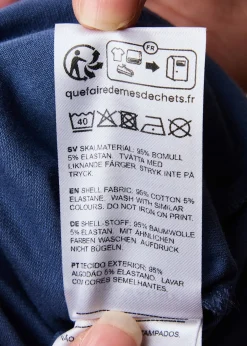 FR
quefairedemesdechets.fr
40
SV SKALMATERIAL: 95% BOMULL
5% ELASTAN. TVÄTTA MED
LIKNANDE FÄRGER. STRYK INTE PÅ
TRYCK.
EN SHELL FABRIC: 95% COTTON 5%
ELASTANE. WASH WITH SIMILAR
COLOURS. DO NOT IRON ON PRINT.
DE SHELL-STOFF: 95% BAUMWOLLE
5% ELASTAN. MIT ÄHNLICHEN
FARBEN WASCHEN. AUFDRUCK
NICHT BÜGELN.
PT TECIDO EXTERIOR: 95%
ALGODÃO 5% ELASTANO. LAVAR
COM CORES SEMELHANTES.
NÃO